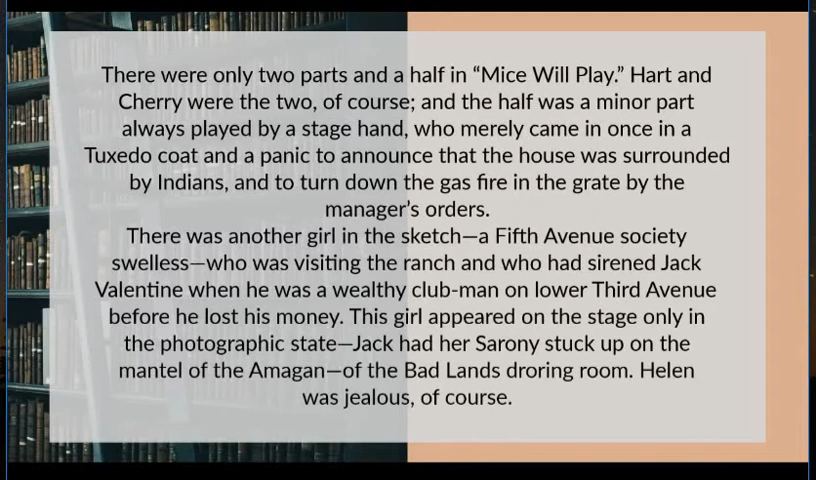 There were only two parts and a half in “Mice Will Play.” Hart and
Cherry were the two, of course; and the half was a minor part
always played by a stage hand, who merely came in once in a
Tuxedo coat and a panic to announce that the house was surrounded
by Indians, and to turn down the gas fire in the grate by the
manager’s orders.
There was another girl in the sketch—a Fifth Avenue society
swelless—who was visiting the ranch and who had sirened Jack
Valentine when he was a wealthy club-man on lower Third Avenue
before he lost his money. This girl appeared on the stage only in
the photographic state—Jack had her Sarony stuck up on the
mantel of the Amagan—of the Bad Lands droring room. Helen
was jealous, of course.